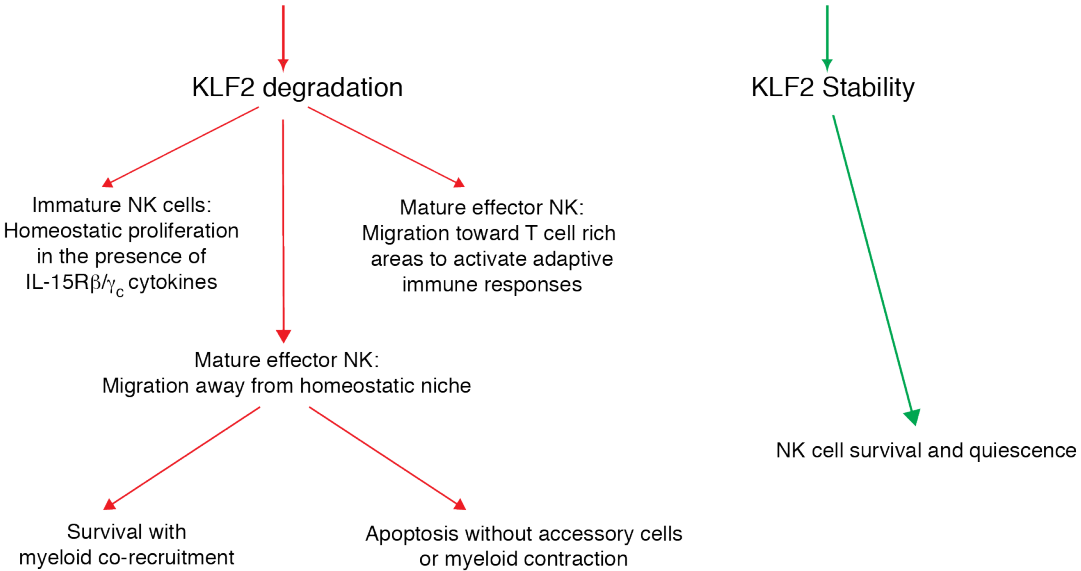 KLF2 degradation
KLF2 Stability
Immature NK cells:
Homeostatic proliferation
in the presence of
IL-15Rβ/γc cytokines
Mature effector NK:
Migration toward T cell rich
areas to activate adaptive
immune responses
Mature effector NK:
Migration away from homeostatic niche
NK cell survival and quiescence
Survival with
myeloid co-recruitment
Apoptosis without accessory cells
or myeloid contraction